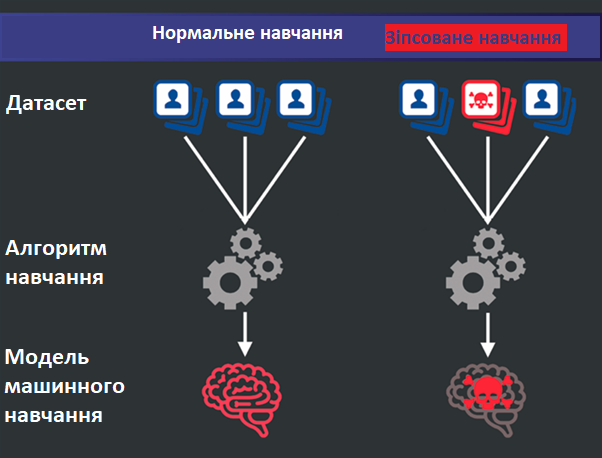 Нормальне навчання
Зіпсоване навчання
Датасет
Алгоритм
навчання
Модель
машинного
навчання